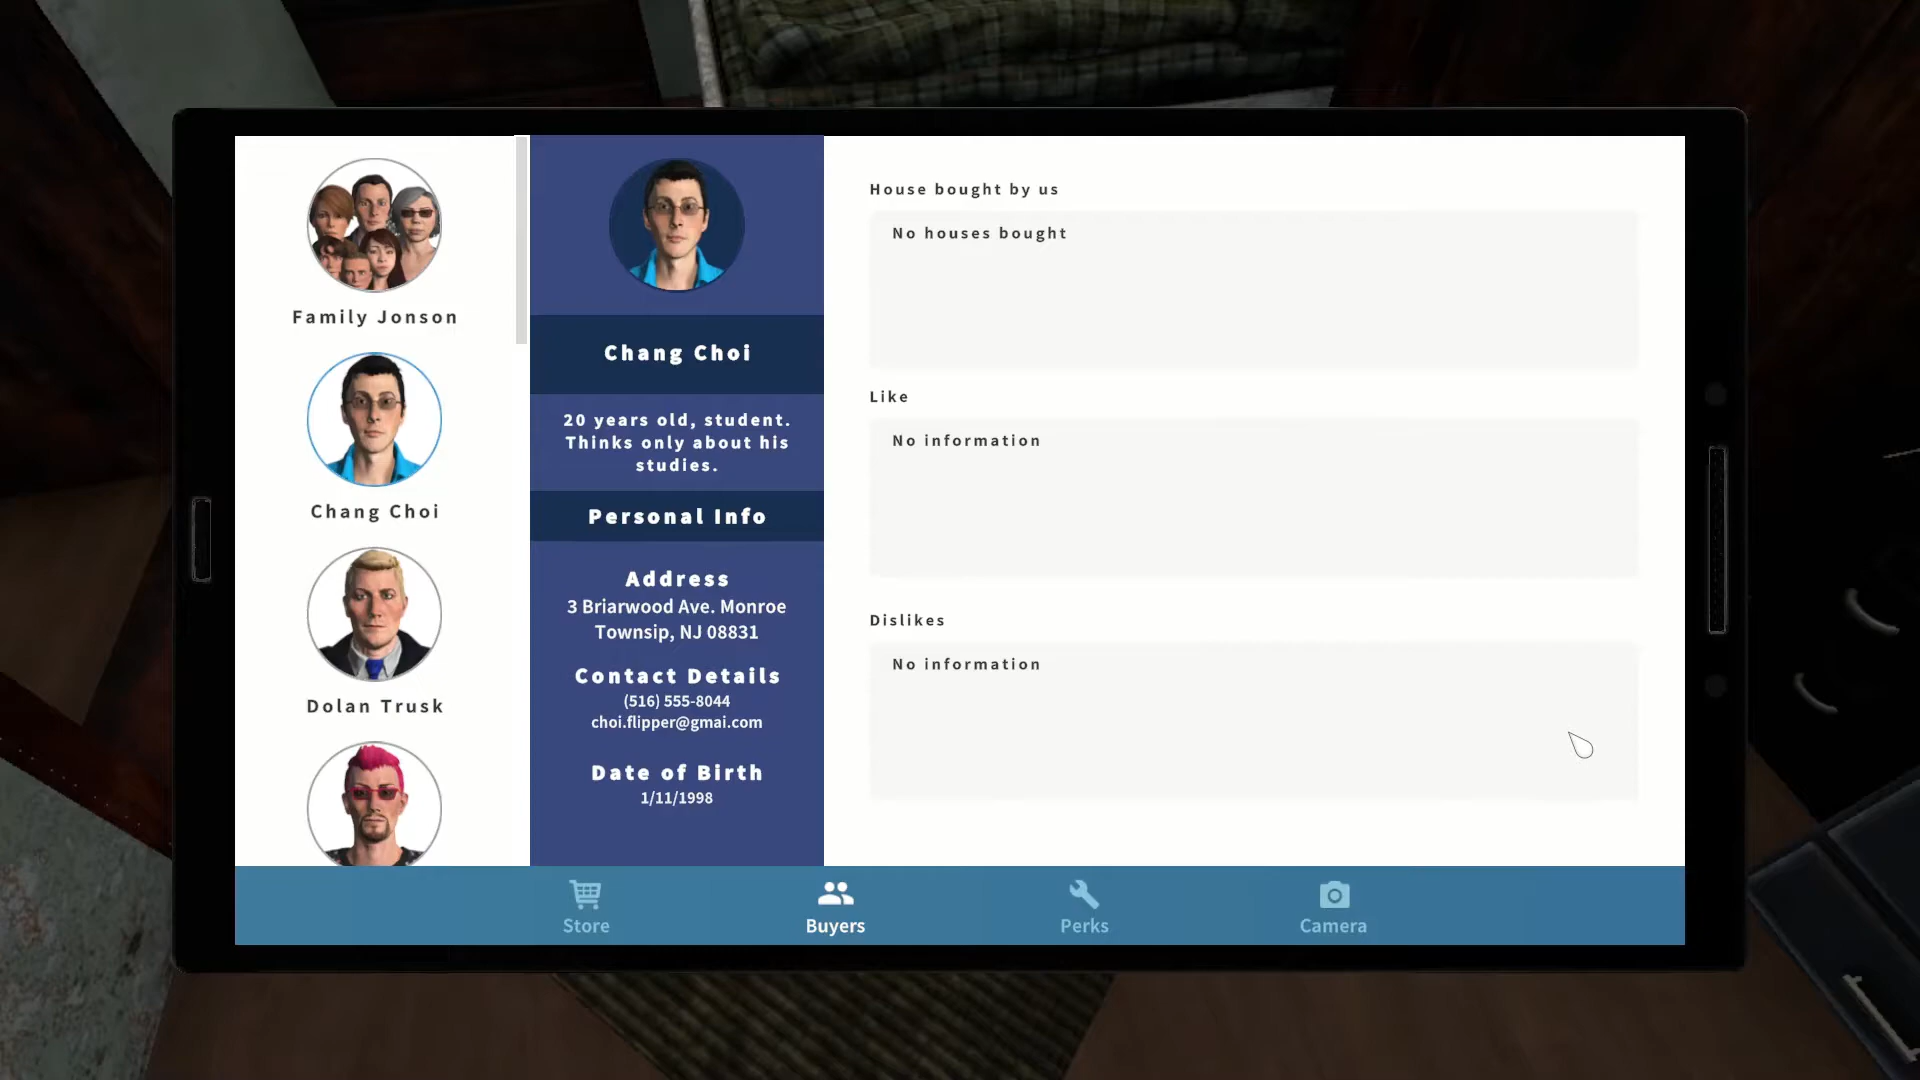 Family Jonson
Chang Choi
Dolan Trusk
Chang Choi
20 years old, student.
Thinks only about his
studies.
Personal Info
Address
3 Briarwood Ave. Monroe
Townsip, NJ 08831
Contact Details
(516) 555-8044
choi.flipper@gmai.com
Date of Birth
1/11/1998
House bought by us
No houses bought
Like
No information
Dislikes
No information
Store
Buyers
Perks
Camera